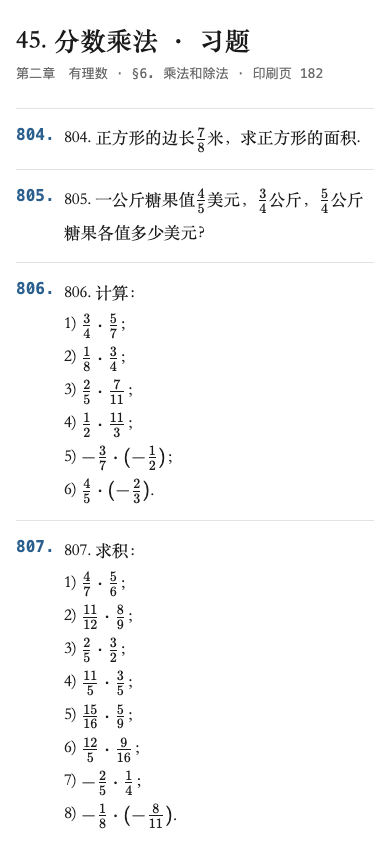 45. 分数乘法 · 习题
第二章 有理数 · §6. 乘法和除法 · 印刷页 182
804. 804. 正方形的边长7/8米，求正方形的面积.
805. 805. 一公斤糖果值4/5美元，3/4公斤，5/4公斤
糖果各值多少美元？
806. 806. 计算：
1) 3/4 · 5/7；
2) 1/8 · 3/4；
3) 2/5 · 7/11；
4) 1/2 · 11/3；
5) −3/7 · (−1/2)；
6) 4/5 · (−2/3).
807. 807. 求积：
1) 4/7 · 5/6；
2) 11/12 · 8/9；
3) 2/5 · 3/2；
4) 11/5 · 3/5；
5) 15/16 · 5/9；
6) 12/5 · 9/16；
7) −2/5 · 1/4；
8) −1/8 · (−8/11).